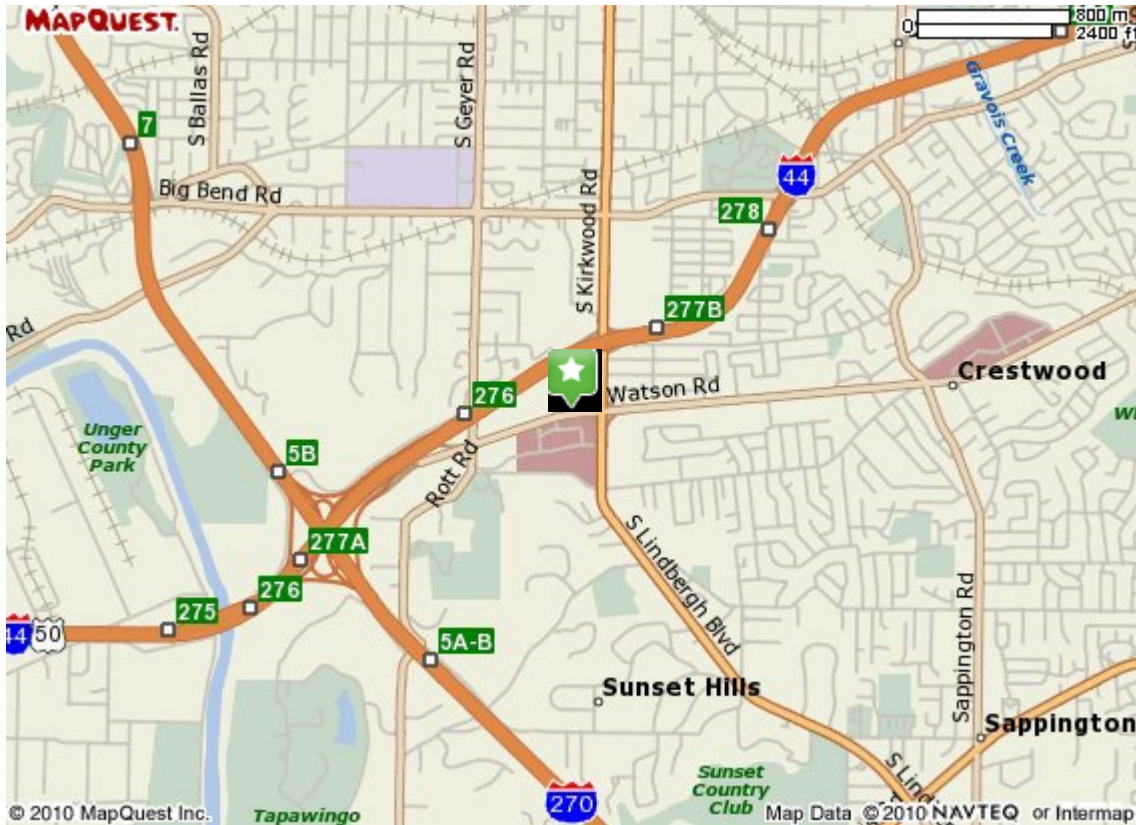 MAPQUEST.
0
800 m
2400 ft
S Ballas Rd
S Geyer Rd
7
Gravois Creek
44
Big Bend Rd
278
S Kirkwood Rd
277B
Rd
Crestwood
Watson Rd
276
Unger
County
Park
5B
Rott Rd
277A
S Lindbergh Blvd
276
275
44
50
5A-B
Sappington Rd
Sunset Hills
Sappington
Sunset
Country
Club
270
S Lind
Tapawingo
© 2010 MapQuest Inc.
Map Data © 2010 NAVTEQ or Intermap